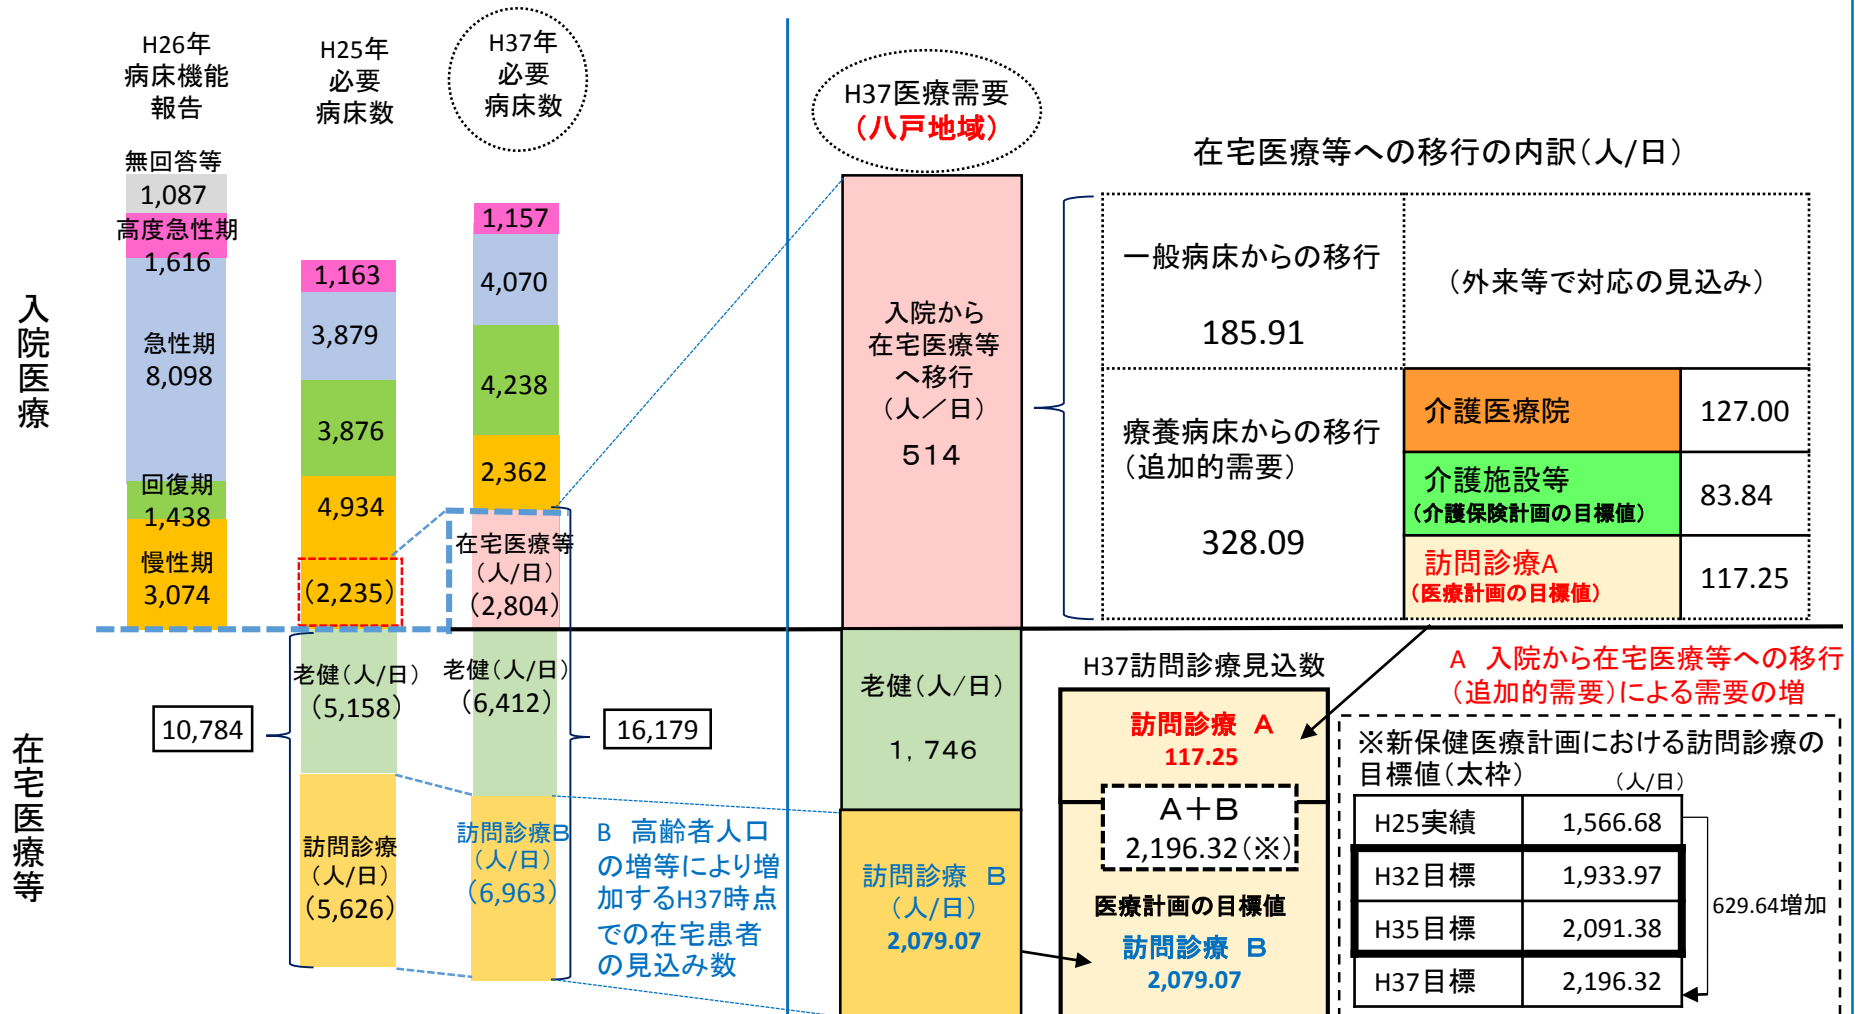 H26年
病床機能
報告
H25年
必要
病床数
H37年
必要
病床数
無回答等
1,087
高度急性期
1,616
急性期
8,098
回復期
1,438
慢性期
3,074
1,163
3,879
3,876
4,934
(2,235)
1,157
4,070
4,238
2,362
在宅医療等
(人/日)
(2,804)
入院医療
在宅医療等
老健(人/日)
(5,158)
老健(人/日)
(6,412)
10,784
16,179
訪問診療
(人/日)
(5,626)
訪問診療B
(人/日)
(6,963)
B 高齢者人口
の増等により増
加するH37時点
での在宅患者
の見込み数
H37医療需要
(八戸地域)
入院から
在宅医療等
へ移行
(人／日)
514
老健(人/日)
1,746
訪問診療 B
(人/日)
2,079.07
在宅医療等への移行の内訳(人/日)
一般病床からの移行
185.91
(外来等で対応の見込み)
療養病床からの移行
(追加的需要)
328.09
介護医療院
127.00
介護施設等
(介護保険計画の目標値)
83.84
訪問診療A
(医療計画の目標値)
117.25
H37訪問診療見込数
訪問診療 A
117.25
A＋B
2,196.32(※)
医療計画の目標値
訪問診療 B
2,079.07
A 入院から在宅医療等への移行
(追加的需要)による需要の増
※新保健医療計画における訪問診療の
目標値(太枠)
(人/日)
H25実績 1,566.68
H32目標 1,933.97
H35目標 2,091.38
H37目標 2,196.32
629.64増加